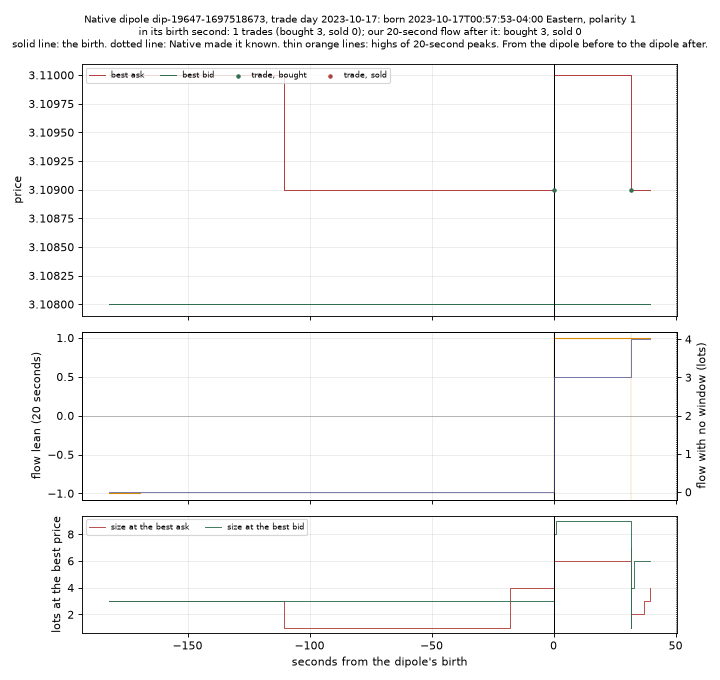 Native dipole dip-19647-1697518673, trade day 2023-10-17: born 2023-10-17T00:57:53-04:00 Eastern, polarity 1
in its birth second: 1 trades (bought 3, sold 0); our 20-second flow after it: bought 3, sold 0
solid line: the birth. dotted line: Native made it known. thin orange lines: highs of 20-second peaks. From the dipole before to the dipole after.
best ask best bid trade, bought trade, sold
3.11000
3.10975
3.10950
3.10925
3.10900
3.10875
3.10850
3.10825
3.10800
price
1.0
0.5
0.0
−0.5
−1.0
flow lean (20 seconds)
4
3
2
1
0
flow with no window (lots)
size at the best ask size at the best bid
8
6
4
2
lots at the best price
−150 −100 −50 0 50
seconds from the dipole's birth